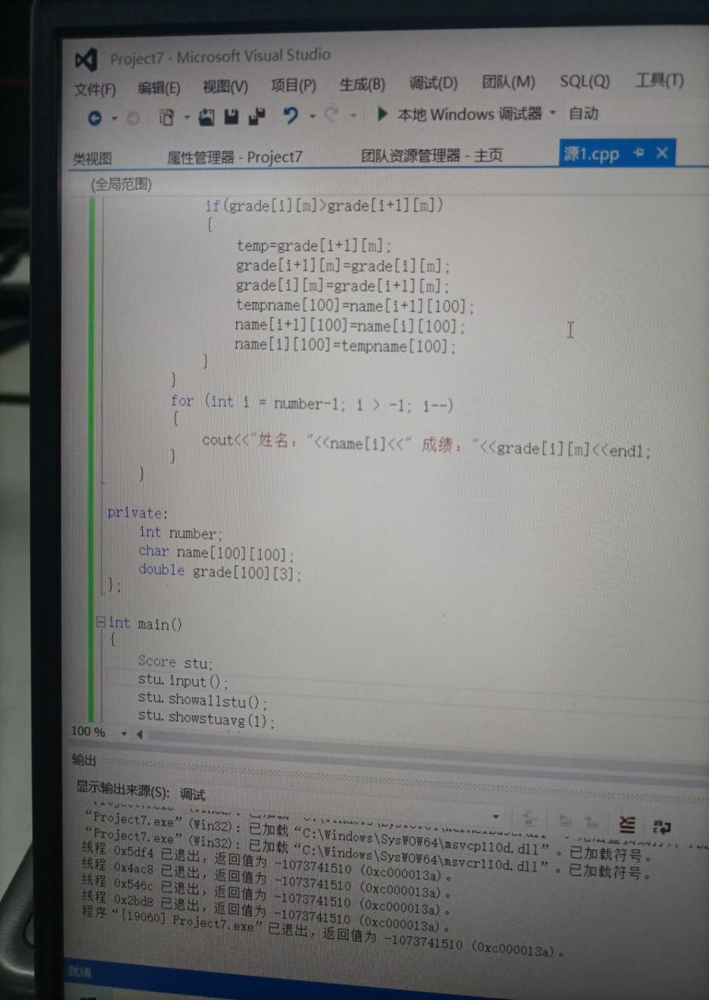 Project7 - Microsoft Visual Studio
文件(F) 编辑(E) 视图(V) 项目(P) 生成(B) 调试(D) 团队(M) SQL(Q) 工具(T)
本地 Windows 调试器 自动
类视图 属性管理器 - Project7 团队资源管理器 - 主页 源1.cpp
(全局范围)
if(grade[i][m]>grade[i+1][m])
{
temp=grade[i+1][m];
grade[i+1][m]=grade[i][m];
grade[i][m]=grade[i+1][m];
tempname[100]=name[i+1][100];
name[i+1][100]=name[i][100];
name[i][100]=tempname[100];
}
}
for (int i = number-1; i > -1; i--)
{
cout<<"姓名："<<name[i]<<" 成绩："<<grade[i][m]<<endl;
}
}
private:
int number;
char name[100][100];
double grade[100][3];
};
int main()
{
Score stu;
stu.input();
stu.showallstu();
stu.showstuavg(1);
100 %
输出
显示输出来源(S): 调试
“Project7.exe”(Win32): 已加载“C:\Windows\SysWOW64\msvcp110d.dll”。已加载符号。
“Project7.exe”(Win32): 已加载“C:\Windows\SysWOW64\msvcr110d.dll”。已加载符号。
线程 0x5df4 已退出，返回值为 -1073741510 (0xc000013a)。
线程 0x4ac8 已退出，返回值为 -1073741510 (0xc000013a)。
线程 0x546c 已退出，返回值为 -1073741510 (0xc000013a)。
线程 0x2bd8 已退出，返回值为 -1073741510 (0xc000013a)。
程序“[19060] Project7.exe”已退出，返回值为 -1073741510 (0xc000013a)。
就绪